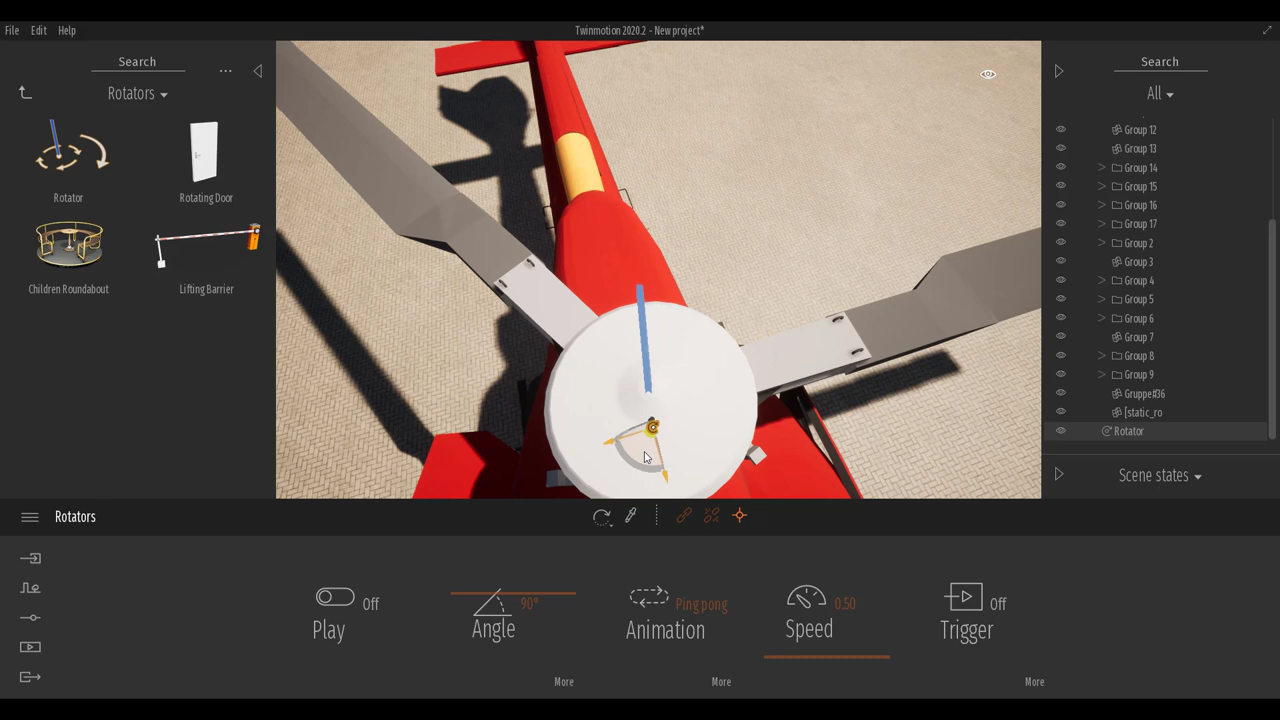 Twinmotion 2020.2 - New project*
File Edit Help
Search
...
Rotators
Rotator
Rotating Door
Children Roundabout
Lifting Barrier
Search
All
Group 12
Group 13
Group 14
Group 15
Group 16
Group 17
Group 2
Group 3
Group 4
Group 5
Group 6
Group 7
Group 8
Group 9
Gruppe#36
[static_ro
Rotator
Scene states
Rotators
Off
Play
90°
Angle
More
Ping pong
Animation
More
0.50
Speed
Off
Trigger
More